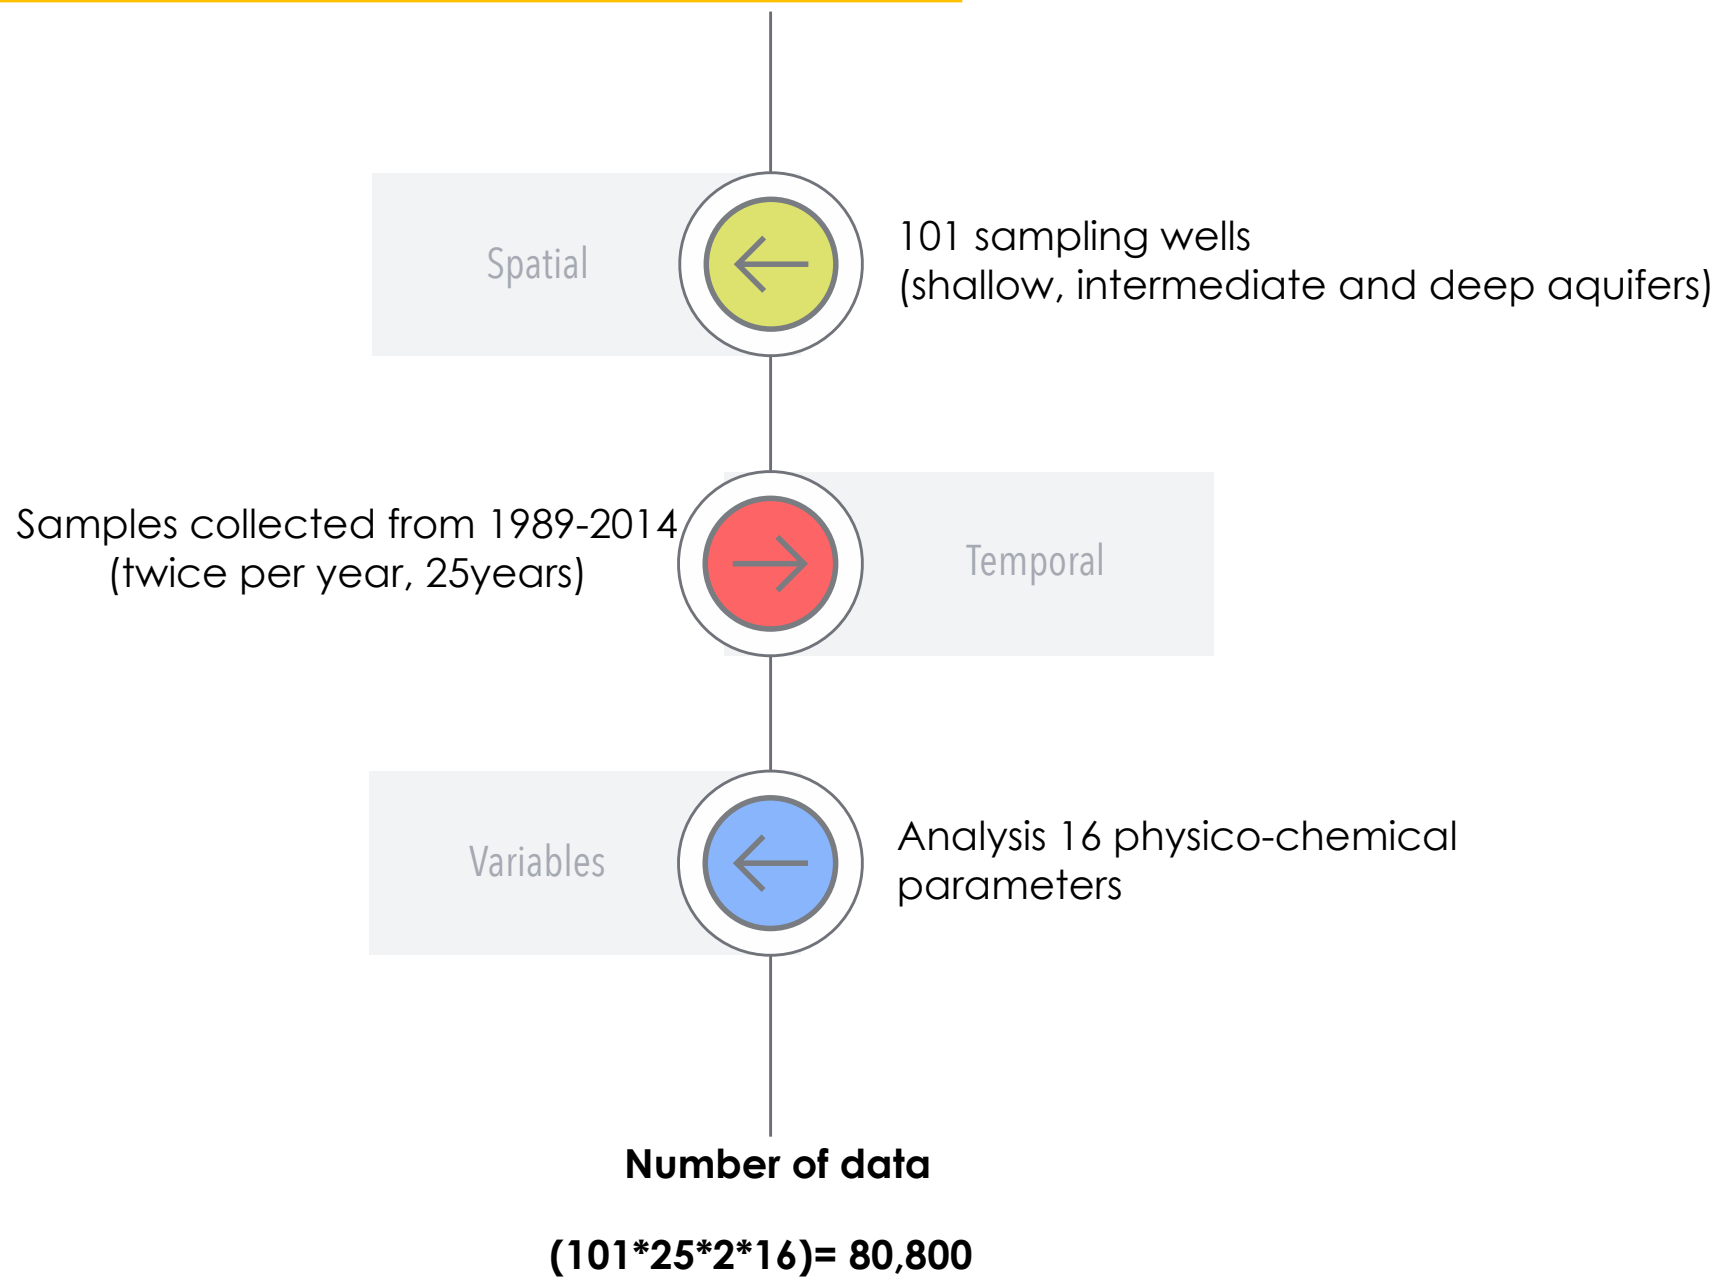 Spatial
101 sampling wells
(shallow, intermediate and deep aquifers)
Samples collected from 1989-2014
(twice per year, 25years)
Temporal
Variables
Analysis 16 physico-chemical
parameters
Number of data
(101*25*2*16)= 80,800